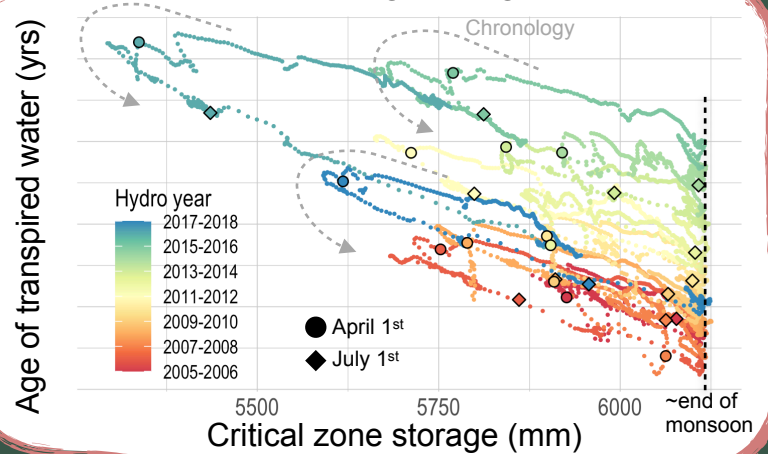 Chronology
Age of transpired water (yrs)
Hydro year
2017-2018
2015-2016
2013-2014
2011-2012
2009-2010
2007-2008
2005-2006
April 1st
July 1st
5500
5750
6000
~end of
monsoon
Critical zone storage (mm)